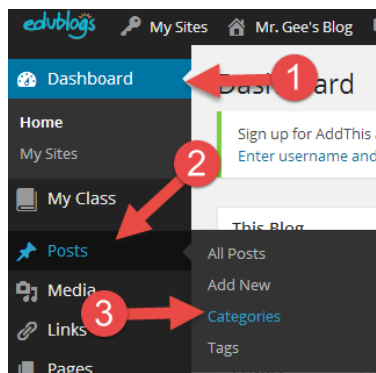 edublogs My Sites Mr. Gee's Blog
Dashboard
1
Home
Sign up for AddThis
My Sites
2
Enter username and
My Class
This Blog
Posts
All Posts
Media
Add New
3
Categories
Links
Tags
Pages